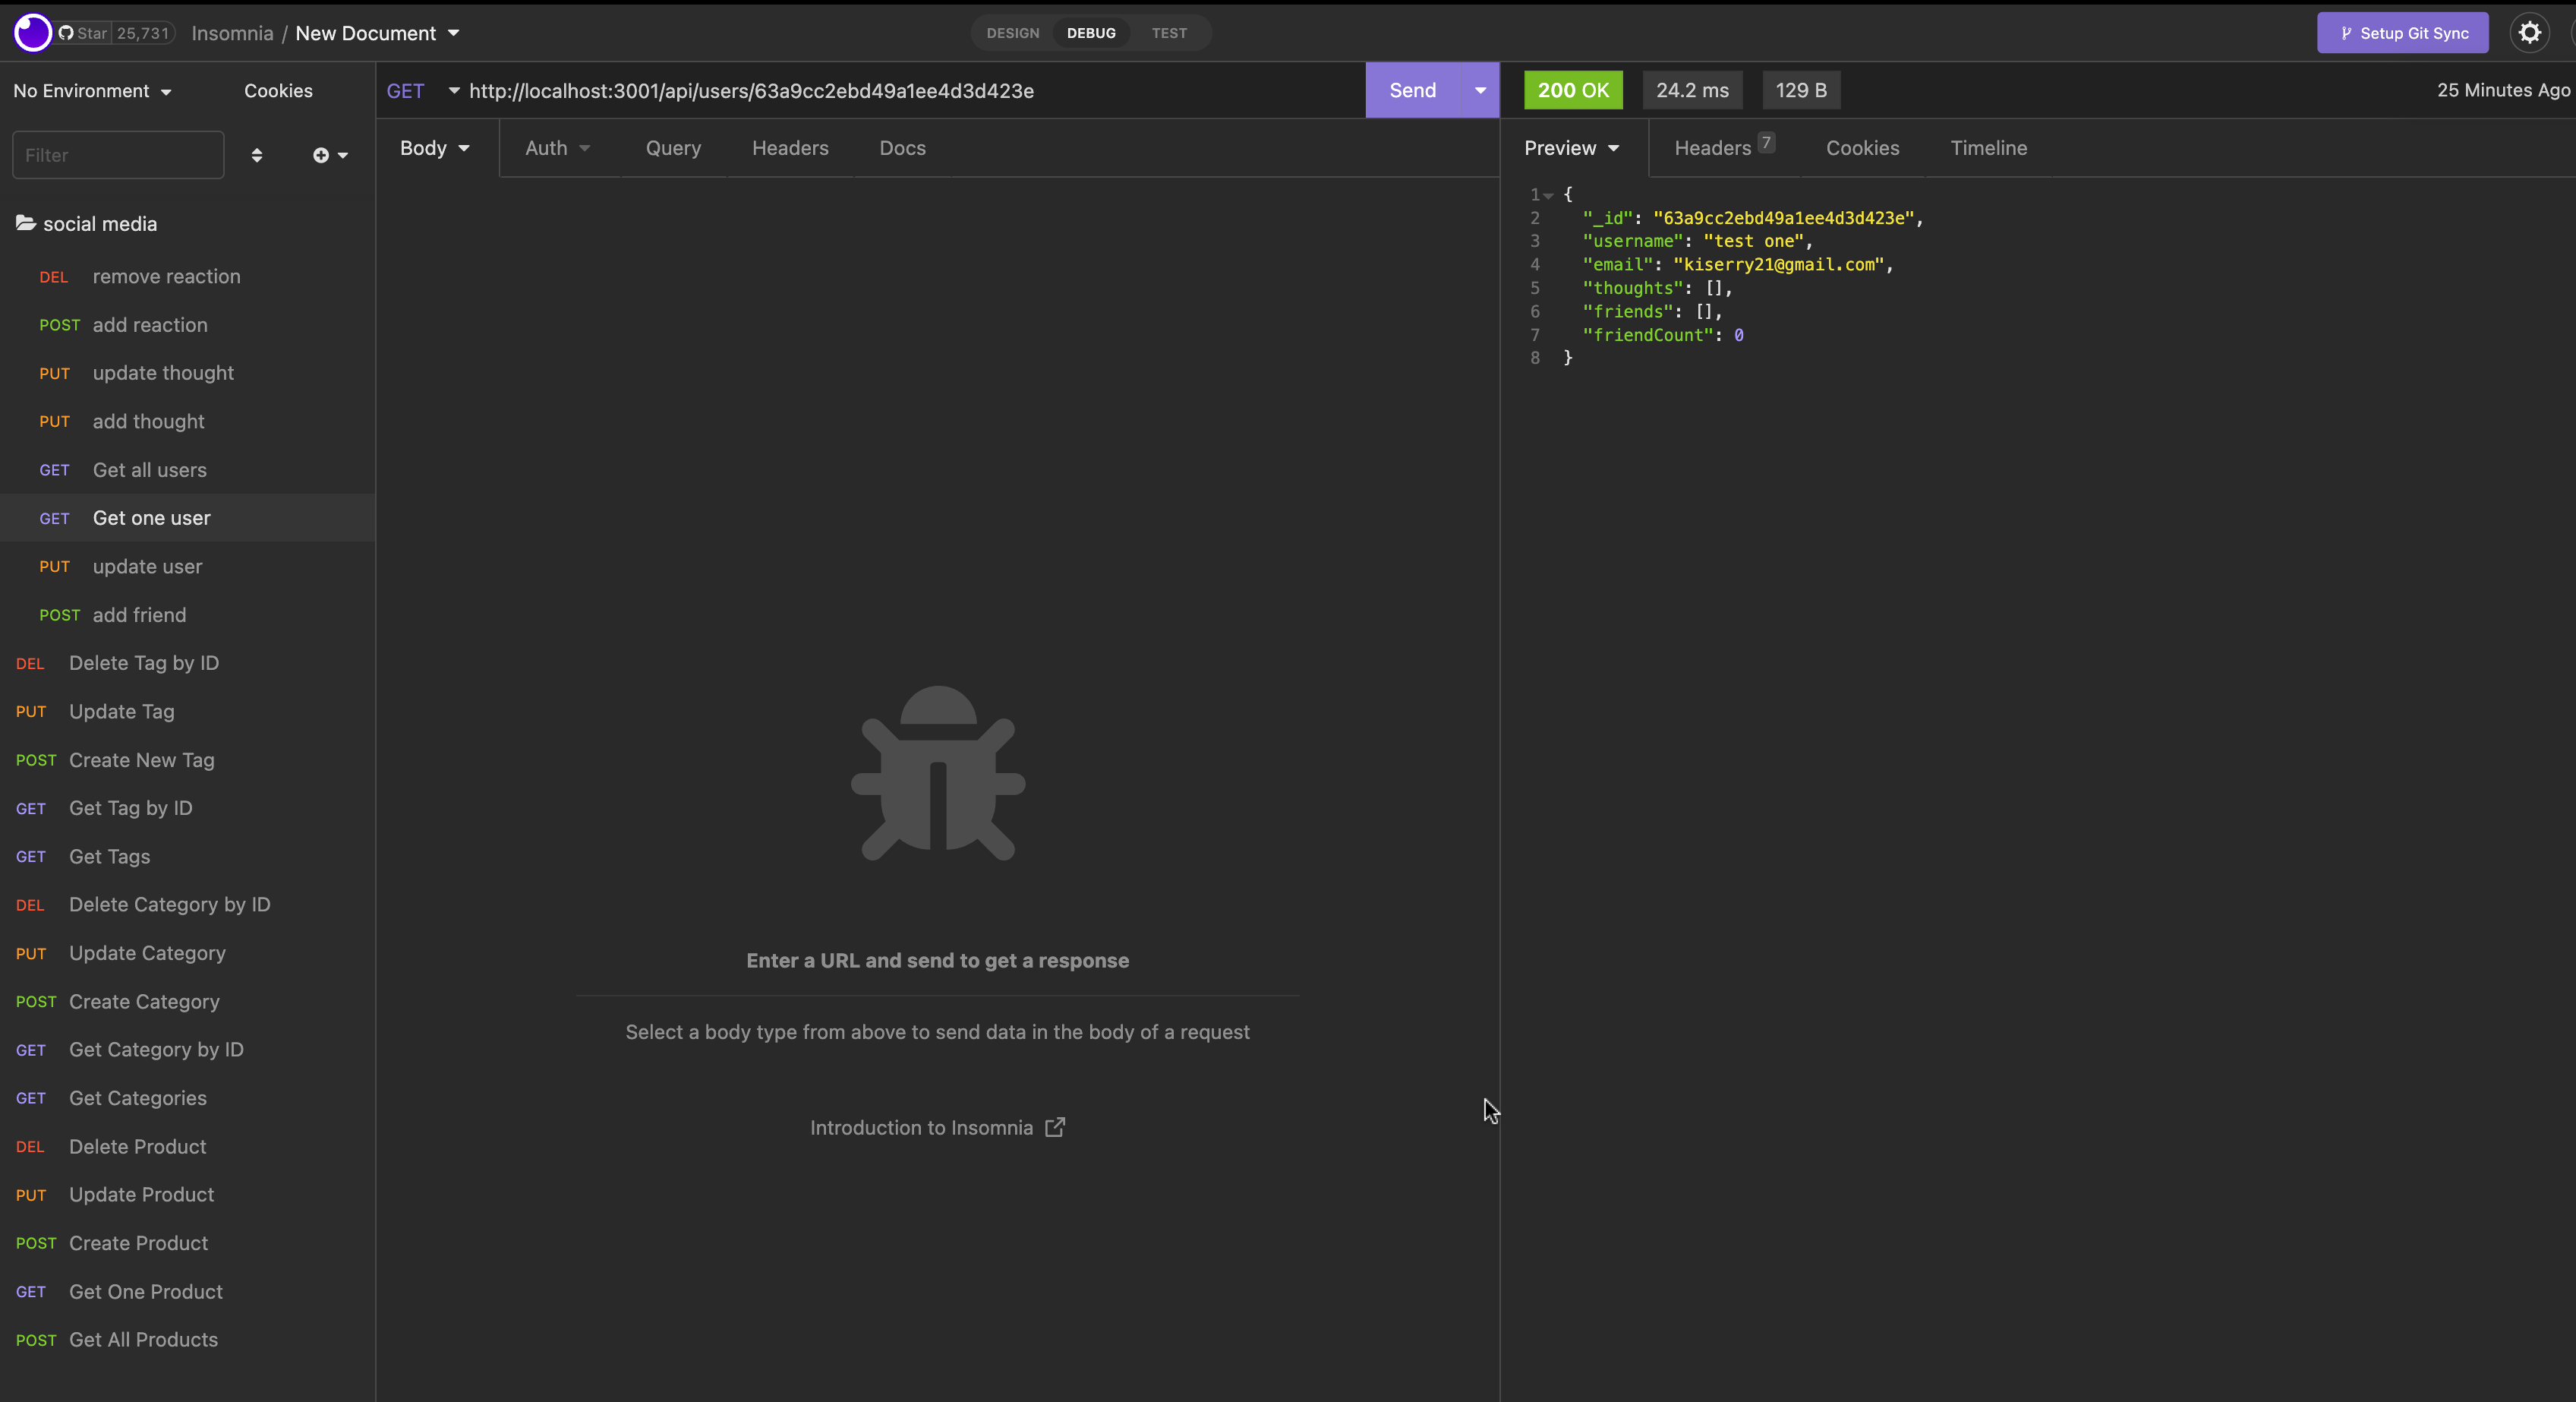 Star 25,731 Insomnia / New Document DESIGN DEBUG TEST Setup Git Sync
No Environment Cookies
Filter
social media
DEL remove reaction
POST add reaction
PUT update thought
PUT add thought
GET Get all users
GET Get one user
PUT update user
POST add friend
DEL Delete Tag by ID
PUT Update Tag
POST Create New Tag
GET Get Tag by ID
GET Get Tags
DEL Delete Category by ID
PUT Update Category
POST Create Category
GET Get Category by ID
GET Get Categories
DEL Delete Product
PUT Update Product
POST Create Product
GET Get One Product
POST Get All Products
GET http://localhost:3001/api/users/63a9cc2ebd49a1ee4d3d423e Send
Body Auth Query Headers Docs
Enter a URL and send to get a response
Select a body type from above to send data in the body of a request
Introduction to Insomnia
200 OK 24.2 ms 129 B 25 Minutes Ago
Preview Headers 7 Cookies Timeline
1 {
2 "_id": "63a9cc2ebd49a1ee4d3d423e",
3 "username": "test one",
4 "email": "kiserry21@gmail.com",
5 "thoughts": [],
6 "friends": [],
7 "friendCount": 0
8 }